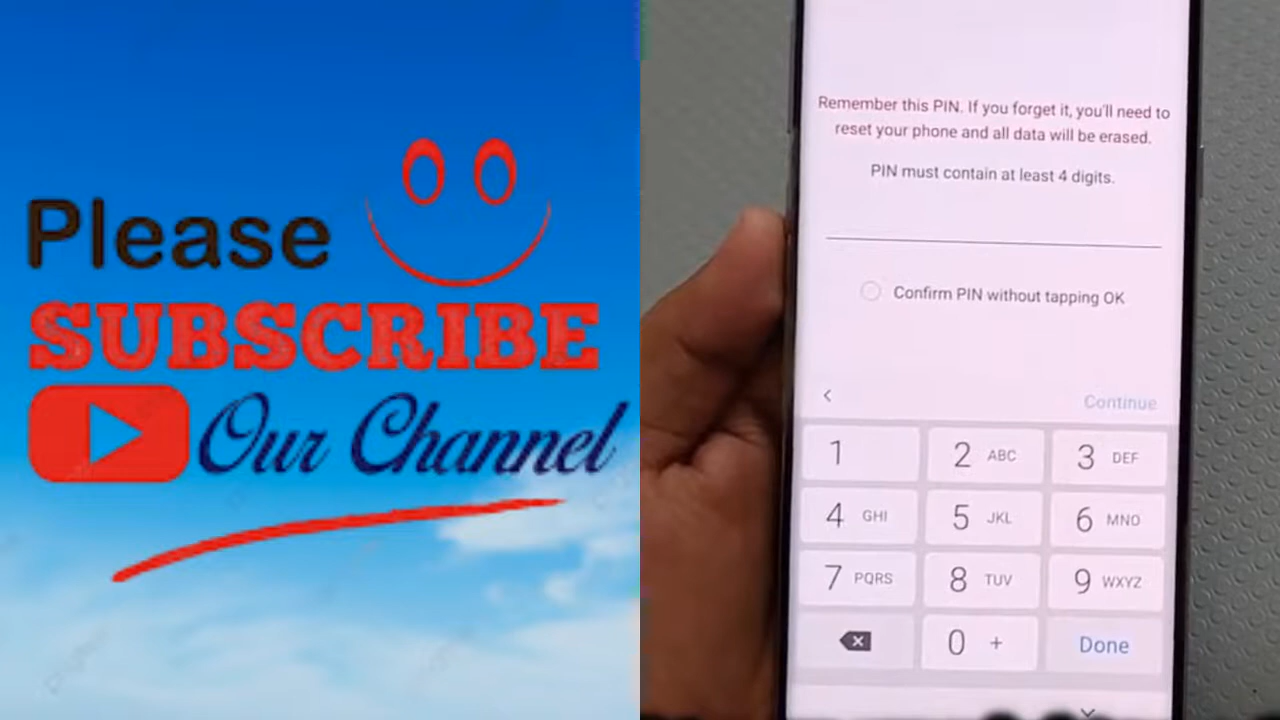 Please
SUBSCRIBE
Our Channel
Remember this PIN. If you forget it, you'll need to
reset your phone and all data will be erased.
PIN must contain at least 4 digits.
Confirm PIN without tapping OK
Continue
1 2 ABC 3 DEF
4 GHI 5 JKL 6 MNO
7 PQRS 8 TUV 9 WXYZ
0 + Done